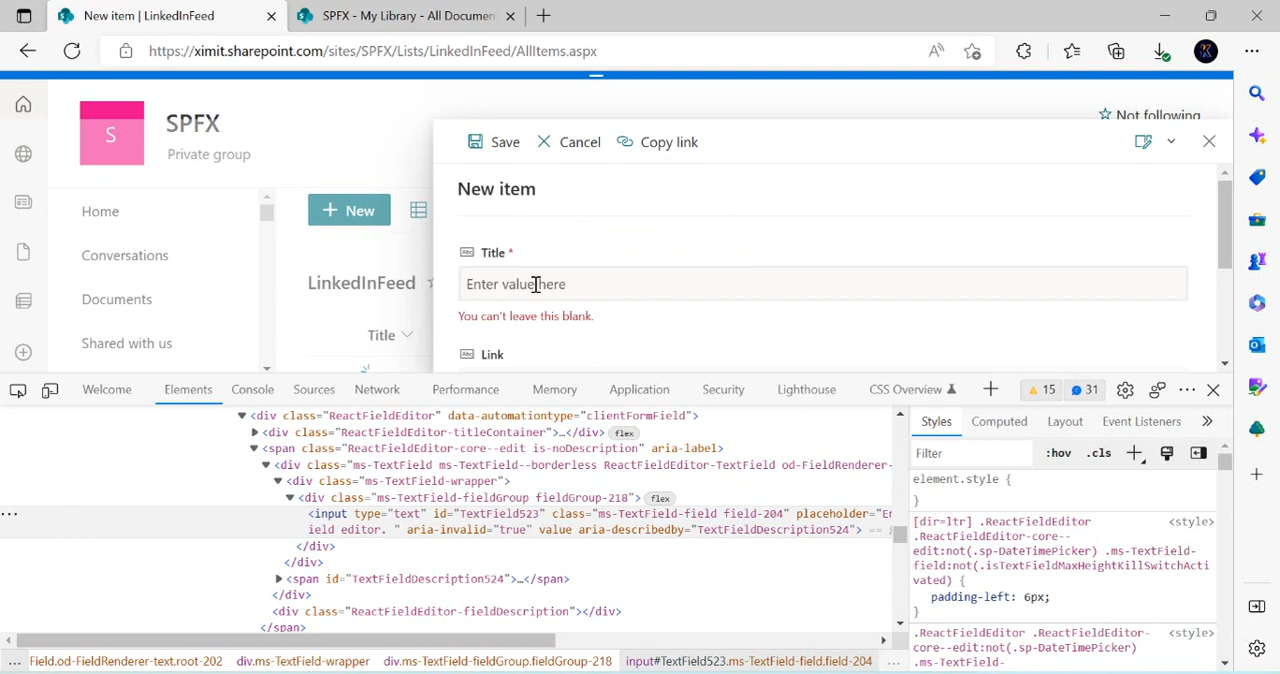 New item | LinkedInFeed
SPFX - My Library - All Documen
https://ximit.sharepoint.com/sites/SPFX/Lists/LinkedInFeed/AllItems.aspx
K
S
SPFX
Private group
Not following
Save
Cancel
Copy link
New item
Home
Conversations
Documents
Shared with us
New
LinkedInFeed
Title
Abc Title *
Enter value here
You can't leave this blank.
Abc Link
Welcome
Elements
Console
Sources
Network
Performance
Memory
Application
Security
Lighthouse
CSS Overview
15
31
<div class="ReactFieldEditor" data-automationtype="clientFormField">
<div class="ReactFieldEditor-titleContainer">…</div> flex
<span class="ReactFieldEditor-core--edit is-noDescription" aria-label>
<div class="ms-TextField ms-TextField--borderless ReactFieldEditor-TextField od-FieldRenderer-
<div class="ms-TextField-wrapper">
<div class="ms-TextField-fieldGroup fieldGroup-218"> flex
<input type="text" id="TextField523" class="ms-TextField-field field-204" placeholder="En
ield editor. " aria-invalid="true" value aria-describedby="TextFieldDescription524"> ==
</div>
</div>
<span id="TextFieldDescription524">…</span>
</div>
<div class="ReactFieldEditor-fieldDescription"></div>
</span>
... Field.od-FieldRenderer-text.root-202 div.ms-TextField-wrapper div.ms-TextField-fieldGroup.fieldGroup-218 input#TextField523.ms-TextField-field.field-204 ...
Styles
Computed
Layout
Event Listeners
Filter
:hov
.cls
element.style {
}
[dir=ltr] .ReactFieldEditor <style>
.ReactFieldEditor-core--
edit:not(.sp-DateTimePicker) .ms-TextField-
field:not(.isTextFieldMaxHeightKillSwitchActi
vated) {
padding-left: 6px;
}
.ReactFieldEditor .ReactFieldEditor- <style>
core--edit:not(.sp-DateTimePicker)
.ms-TextField-